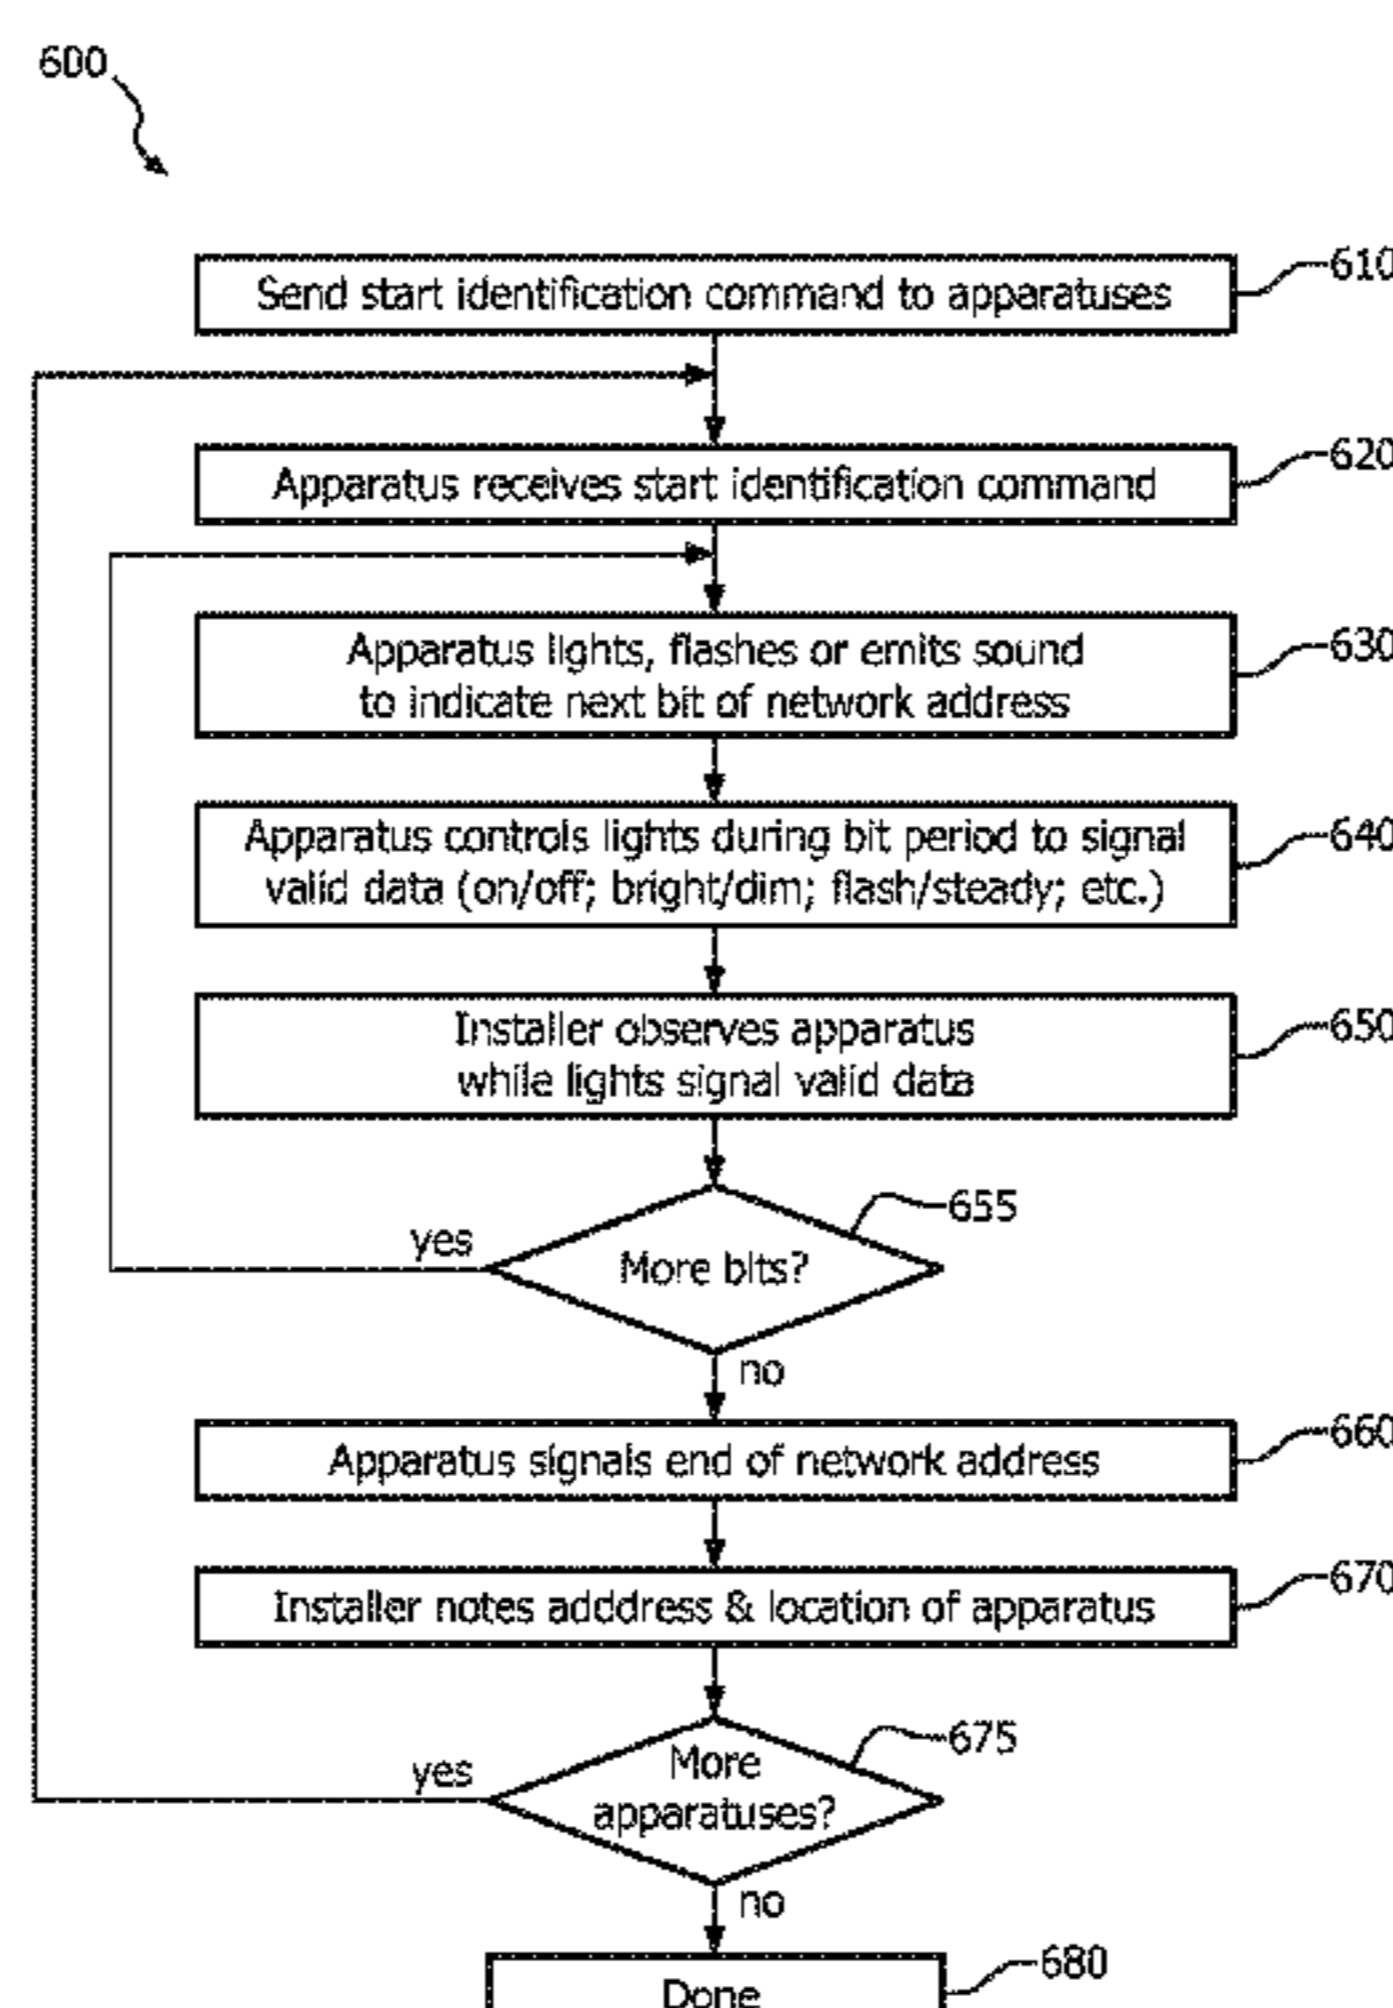 600
Send start identification command to apparatuses
610
Apparatus receives start identification command
620
Apparatus lights, flashes or emits sound
to indicate next bit of network address
630
Apparatus controls lights during bit period to signal
valid data (on/off; bright/dim; flash/steady; etc.)
640
Installer observes apparatus
while lights signal valid data
650
655
yes
More bits?
no
Apparatus signals end of network address
660
Installer notes adddress & location of apparatus
670
675
yes
More
apparatuses?
no
680
Done